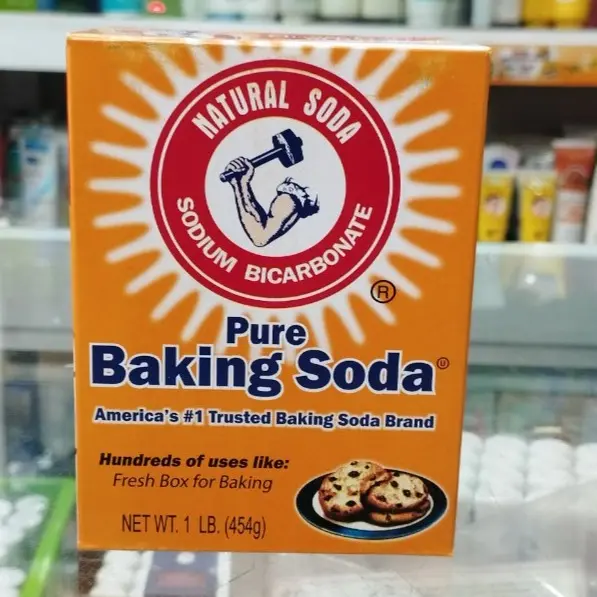 NATURAL SODA
SODIUM BICARBONATE
®
Pure
Baking Soda
America's #1 Trusted Baking Soda Brand
Hundreds of uses like:
Fresh Box for Baking
NET WT. 1 LB. (454g)